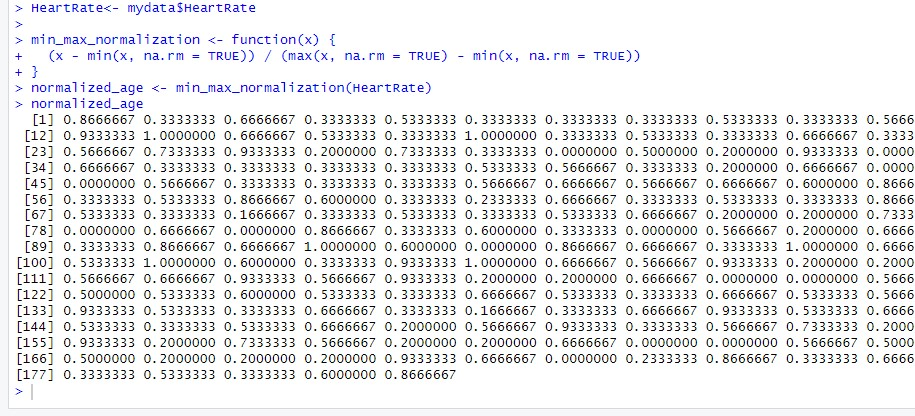 > HeartRate<- mydata$HeartRate
>
> min_max_normalization <- function(x) {
+   (x - min(x, na.rm = TRUE)) / (max(x, na.rm = TRUE) - min(x, na.rm = TRUE))
+ }
> normalized_age <- min_max_normalization(HeartRate)
> normalized_age
[1] 0.8666667 0.3333333 0.6666667 0.3333333 0.5333333 0.3333333 0.3333333 0.3333333 0.5333333 0.3333333 0.5666
[12] 0.9333333 1.0000000 0.6666667 0.5333333 0.3333333 1.0000000 0.3333333 0.5333333 0.3333333 0.6666667 0.3333
[23] 0.5666667 0.7333333 0.9333333 0.2000000 0.7333333 0.3333333 0.0000000 0.5000000 0.2000000 0.9333333 0.0000
[34] 0.6666667 0.3333333 0.3333333 0.3333333 0.3333333 0.5333333 0.5666667 0.3333333 0.2000000 0.6666667 0.0000
[45] 0.0000000 0.5666667 0.3333333 0.3333333 0.3333333 0.5666667 0.6666667 0.5666667 0.6666667 0.6000000 0.8666
[56] 0.3333333 0.5333333 0.8666667 0.6000000 0.3333333 0.2333333 0.6666667 0.3333333 0.5333333 0.3333333 0.8666
[67] 0.5333333 0.3333333 0.1666667 0.3333333 0.5333333 0.3333333 0.5333333 0.6666667 0.2000000 0.2000000 0.7333
[78] 0.0000000 0.6666667 0.0000000 0.8666667 0.3333333 0.6000000 0.3333333 0.0000000 0.5666667 0.2000000 0.6666
[89] 0.3333333 0.8666667 0.6666667 1.0000000 0.6000000 0.0000000 0.8666667 0.6666667 0.3333333 1.0000000 0.6666
[100] 0.5333333 1.0000000 0.6000000 0.3333333 0.9333333 1.0000000 0.6666667 0.5666667 0.9333333 0.2000000 0.2000
[111] 0.5666667 0.6666667 0.9333333 0.5666667 0.9333333 0.2000000 0.2000000 0.6666667 0.0000000 0.0000000 0.5666
[122] 0.5000000 0.5333333 0.6000000 0.5333333 0.3333333 0.6666667 0.5333333 0.3333333 0.6666667 0.5333333 0.5666
[133] 0.9333333 0.5333333 0.3333333 0.6666667 0.3333333 0.1666667 0.3333333 0.6666667 0.9333333 0.5333333 0.6666
[144] 0.5333333 0.3333333 0.5333333 0.6666667 0.2000000 0.5666667 0.9333333 0.3333333 0.5666667 0.7333333 0.2000
[155] 0.9333333 0.2000000 0.7333333 0.5666667 0.2000000 0.2000000 0.6666667 0.0000000 0.0000000 0.5666667 0.5000
[166] 0.5000000 0.2000000 0.2000000 0.2000000 0.9333333 0.6666667 0.0000000 0.2333333 0.8666667 0.3333333 0.6666
[177] 0.3333333 0.5333333 0.3333333 0.6000000 0.8666667
>